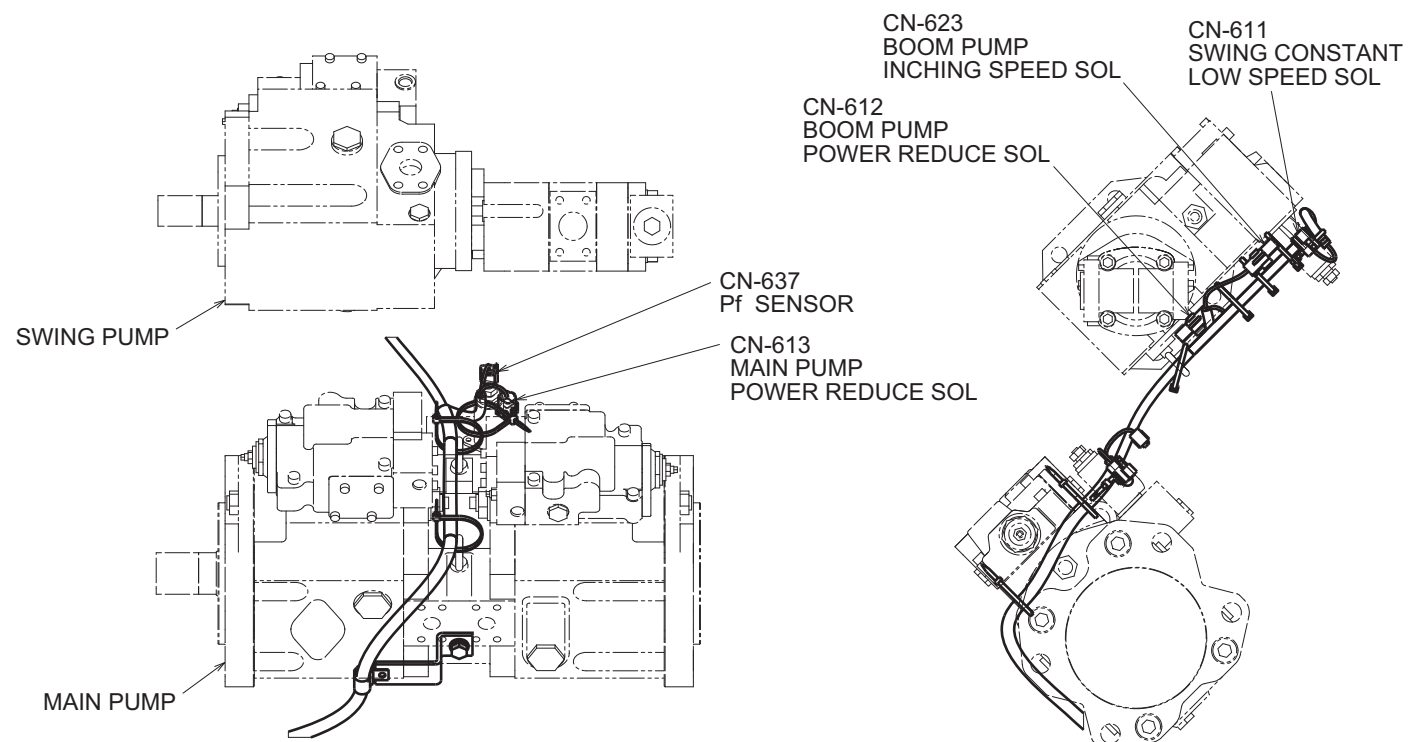 CN-623
BOOM PUMP
INCHING SPEED SOL
CN-611
SWING CONSTANT
LOW SPEED SOL
CN-612
BOOM PUMP
POWER REDUCE SOL
CN-637
Pf SENSOR
SWING PUMP
CN-613
MAIN PUMP
POWER REDUCE SOL
MAIN PUMP